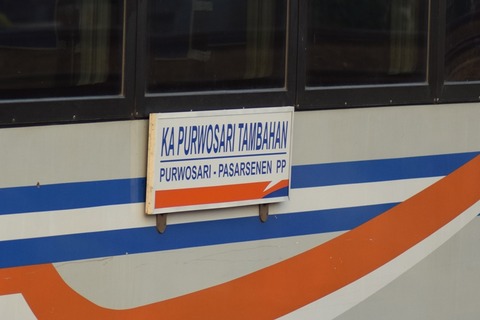 KA PURWOSARI TAMBAHAN
PURWOSARI - PASARSENEN PP